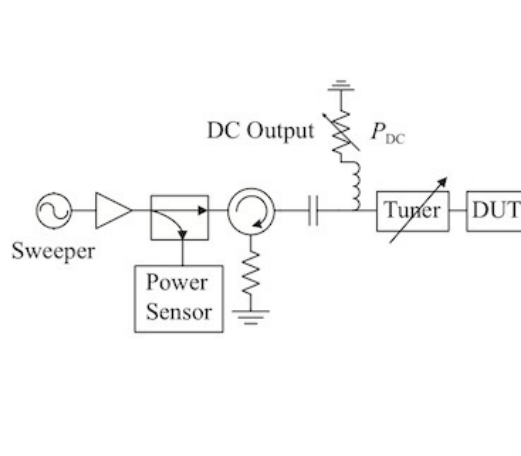 DC Output P_DC
Tuner DUT
Sweeper
Power
Sensor